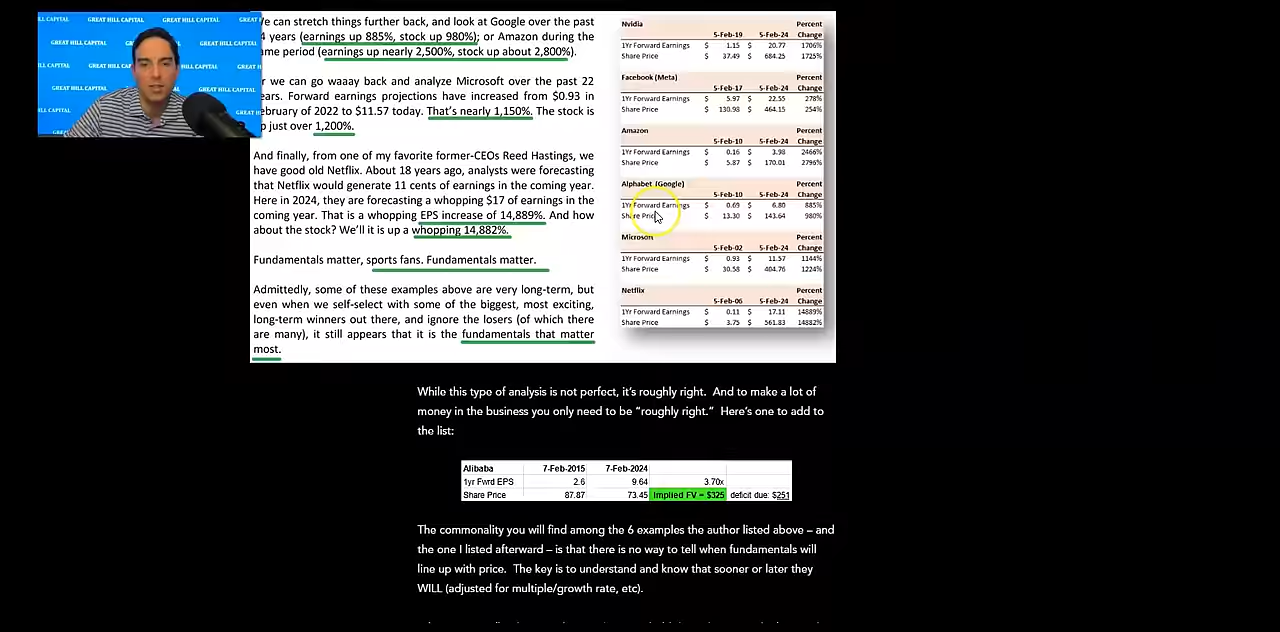 LL CAPITAL GREAT HILL CAPITAL GREAT HILL CAPITAL GREAT
GREAT HILL CAPITAL GREAT HILL CAPITAL
CAPITAL GREAT
GREAT HILL CAPITAL
We can stretch things further back, and look at Google over the past
4 years (earnings up 885%, stock up 980%); or Amazon during the
ame period (earnings up nearly 2,500%, stock up about 2,800%).
r we can go waaay back and analyze Microsoft over the past 22
ears. Forward earnings projections have increased from $0.93 in
ebruary of 2022 to $11.57 today. That's nearly 1,150%. The stock is
p just over 1,200%.
And finally, from one of my favorite former-CEOs Reed Hastings, we
have good old Netflix. About 18 years ago, analysts were forecasting
that Netflix would generate 11 cents of earnings in the coming year.
Here in 2024, they are forecasting a whopping $17 of earnings in the
coming year. That is a whopping EPS increase of 14,889%. And how
about the stock? We'll it is up a whopping 14,882%.
Fundamentals matter, sports fans. Fundamentals matter.
Admittedly, some of these examples above are very long-term, but
even when we self-select with some of the biggest, most exciting,
long-term winners out there, and ignore the losers (of which there
are many), it still appears that it is the fundamentals that matter
most.
Nvidia Percent
5-Feb-19 5-Feb-24 Change
1Yr Forward Earnings $ 1.15 $ 20.77 1706%
Share Price $ 37.49 $ 684.25 1725%
Facebook (Meta) Percent
5-Feb-17 5-Feb-24 Change
1Yr Forward Earnings $ 5.97 $ 22.55 278%
Share Price $ 130.98 $ 464.15 254%
Amazon Percent
5-Feb-10 5-Feb-24 Change
1Yr Forward Earnings $ 0.16 $ 3.98 2466%
Share Price $ 5.87 $ 170.01 2796%
Alphabet (Google) Percent
5-Feb-10 5-Feb-24 Change
1Yr Forward Earnings $ 0.69 $ 6.80 885%
Share Price $ 13.30 $ 143.64 980%
Microsoft Percent
5-Feb-02 5-Feb-24 Change
1Yr Forward Earnings $ 0.93 $ 11.57 1144%
Share Price $ 30.58 $ 404.76 1224%
Netflix Percent
5-Feb-06 5-Feb-24 Change
1Yr Forward Earnings $ 0.11 $ 17.11 14889%
Share Price $ 3.75 $ 561.83 14882%
While this type of analysis is not perfect, it's roughly right. And to make a lot of
money in the business you only need to be “roughly right.” Here's one to add to
the list:
Alibaba 7-Feb-2015 7-Feb-2024
1yr Fwrd EPS 2.6 9.64 3.70x
Share Price 87.87 73.45 Implied FV = $325 deficit due: $251
The commonality you will find among the 6 examples the author listed above – and
the one I listed afterward – is that there is no way to tell when fundamentals will
line up with price. The key is to understand and know that sooner or later they
WILL (adjusted for multiple/growth rate, etc).